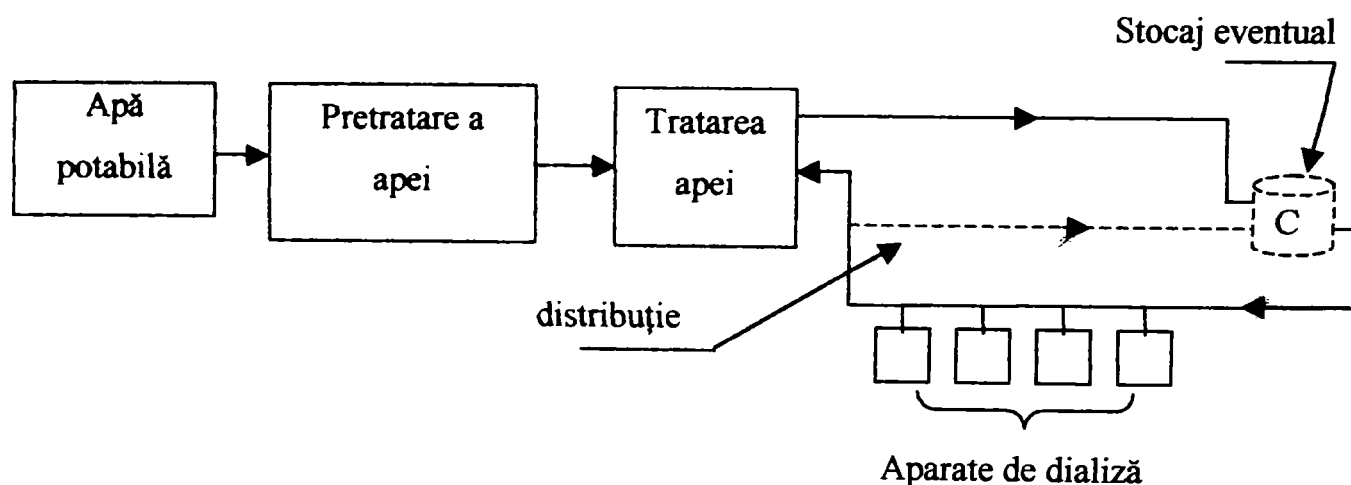 Stocaj eventual
Apă
potabilă
Pretratare a
apei
Tratarea
apei
C
distribuție
Aparate de dializă